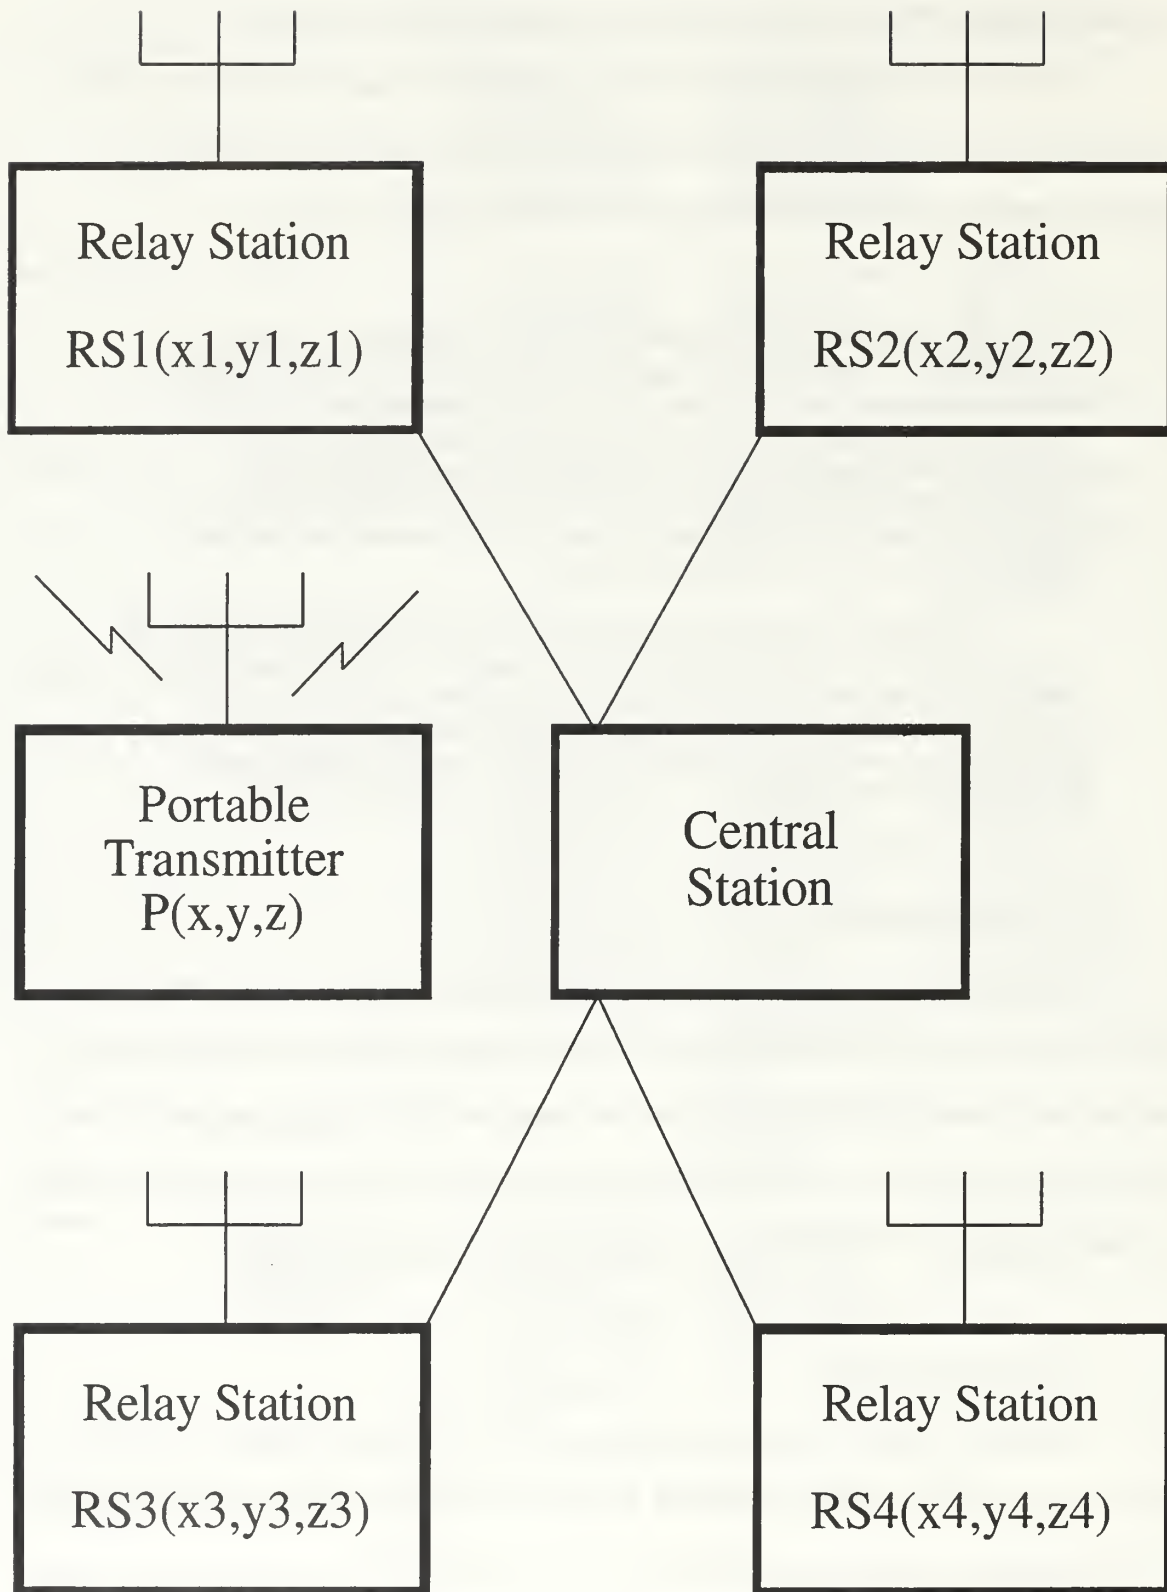 Relay Station
RS1(x1,y1,z1)
Relay Station
RS2(x2,y2,z2)
Portable
Transmitter
P(x,y,z)
Central
Station
Relay Station
RS3(x3,y3,z3)
Relay Station
RS4(x4,y4,z4)